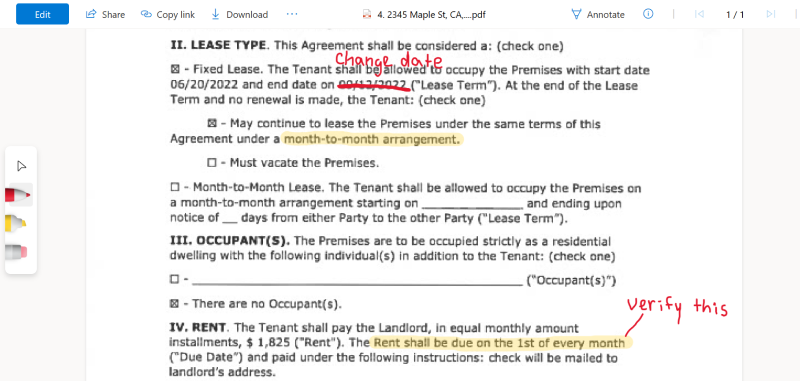 Edit Share Copy link Download ... 4. 2345 Maple St, CA,....pdf Annotate 1 / 1
II. LEASE TYPE. This Agreement shall be considered a: (check one)
Change date
☒ - Fixed Lease. The Tenant shall be allowed to occupy the Premises with start date
06/20/2022 and end date on 09/12/2022 ("Lease Term"). At the end of the Lease
Term and no renewal is made, the Tenant: (check one)
☒ - May continue to lease the Premises under the same terms of this
Agreement under a month-to-month arrangement.
☐ - Must vacate the Premises.
☐ - Month-to-Month Lease. The Tenant shall be allowed to occupy the Premises on
a month-to-month arrangement starting on _______________ and ending upon
notice of __ days from either Party to the other Party ("Lease Term").
III. OCCUPANT(S). The Premises are to be occupied strictly as a residential
dwelling with the following individual(s) in addition to the Tenant: (check one)
☐ - _______________________________________________ ("Occupant(s)")
☒ - There are no Occupant(s).
verify this
IV. RENT. The Tenant shall pay the Landlord, in equal monthly amount
installments, $ 1,825 ("Rent"). The Rent shall be due on the 1st of every month
("Due Date") and paid under the following instructions: check will be mailed to
landlord's address.